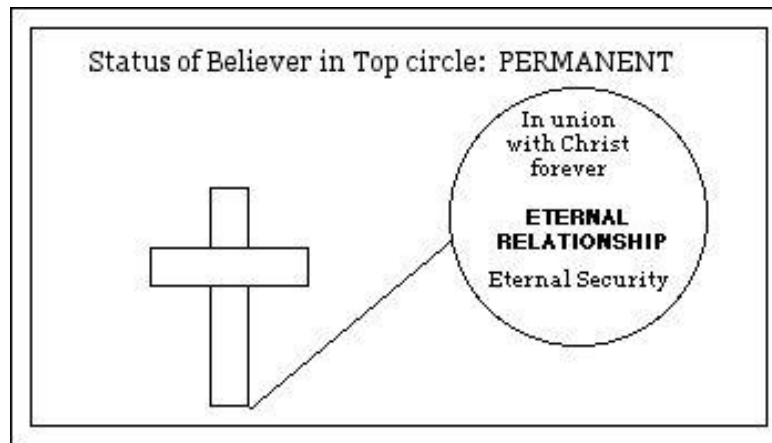 Status of Believer in Top circle: PERMANENT
In union
with Christ
forever
ETERNAL
RELATIONSHIP
Eternal Security